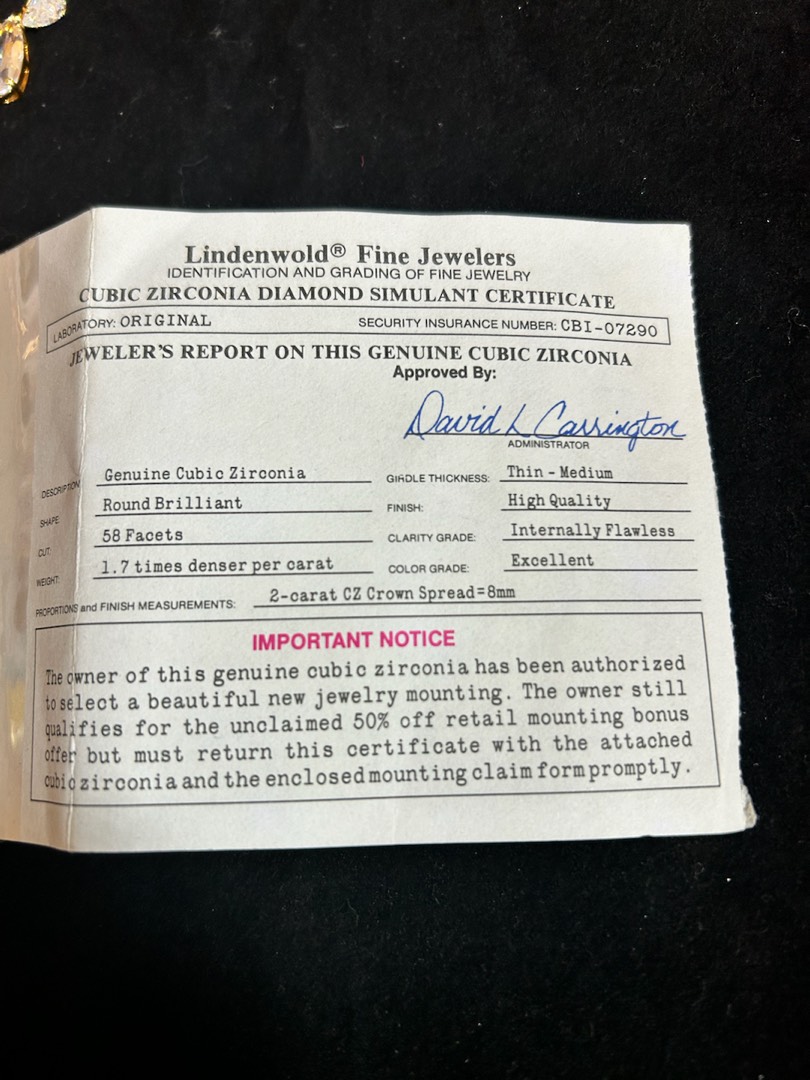 Lindenwold® Fine Jewelers
IDENTIFICATION AND GRADING OF FINE JEWELRY
CUBIC ZIRCONIA DIAMOND SIMULANT CERTIFICATE
LABORATORY: ORIGINAL SECURITY INSURANCE NUMBER: CBI-07290
JEWELER'S REPORT ON THIS GENUINE CUBIC ZIRCONIA
Approved By:
David L Carrington
ADMINISTRATOR
DESCRIPTION: Genuine Cubic Zirconia GIRDLE THICKNESS: Thin - Medium
SHAPE: Round Brilliant FINISH: High Quality
CUT: 58 Facets CLARITY GRADE: Internally Flawless
WEIGHT: 1.7 times denser per carat COLOR GRADE: Excellent
PROPORTIONS and FINISH MEASUREMENTS: 2-carat CZ Crown Spread=8mm
IMPORTANT NOTICE
The owner of this genuine cubic zirconia has been authorized
to select a beautiful new jewelry mounting. The owner still
qualifies for the unclaimed 50% off retail mounting bonus
offer but must return this certificate with the attached
cubic zirconia and the enclosed mounting claim form promptly.